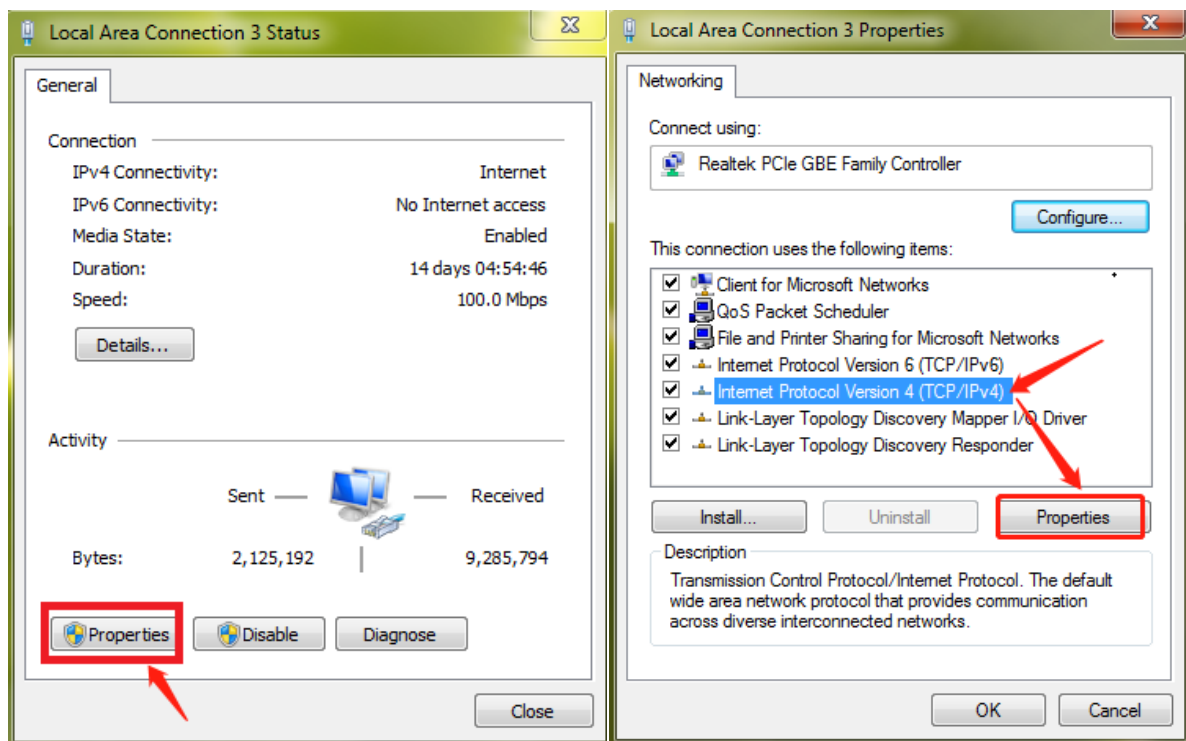 Local Area Connection 3 Status
General
Connection
IPv4 Connectivity: Internet
IPv6 Connectivity: No Internet access
Media State: Enabled
Duration: 14 days 04:54:46
Speed: 100.0 Mbps
Details...
Activity
Sent Received
Bytes: 2,125,192 9,285,794
Properties Disable Diagnose
Close
Local Area Connection 3 Properties
Networking
Connect using:
Realtek PCIe GBE Family Controller
Configure...
This connection uses the following items:
Client for Microsoft Networks
QoS Packet Scheduler
File and Printer Sharing for Microsoft Networks
Internet Protocol Version 6 (TCP/IPv6)
Internet Protocol Version 4 (TCP/IPv4)
Link-Layer Topology Discovery Mapper I/O Driver
Link-Layer Topology Discovery Responder
Install... Uninstall Properties
Description
Transmission Control Protocol/Internet Protocol. The default
wide area network protocol that provides communication
across diverse interconnected networks.
OK Cancel